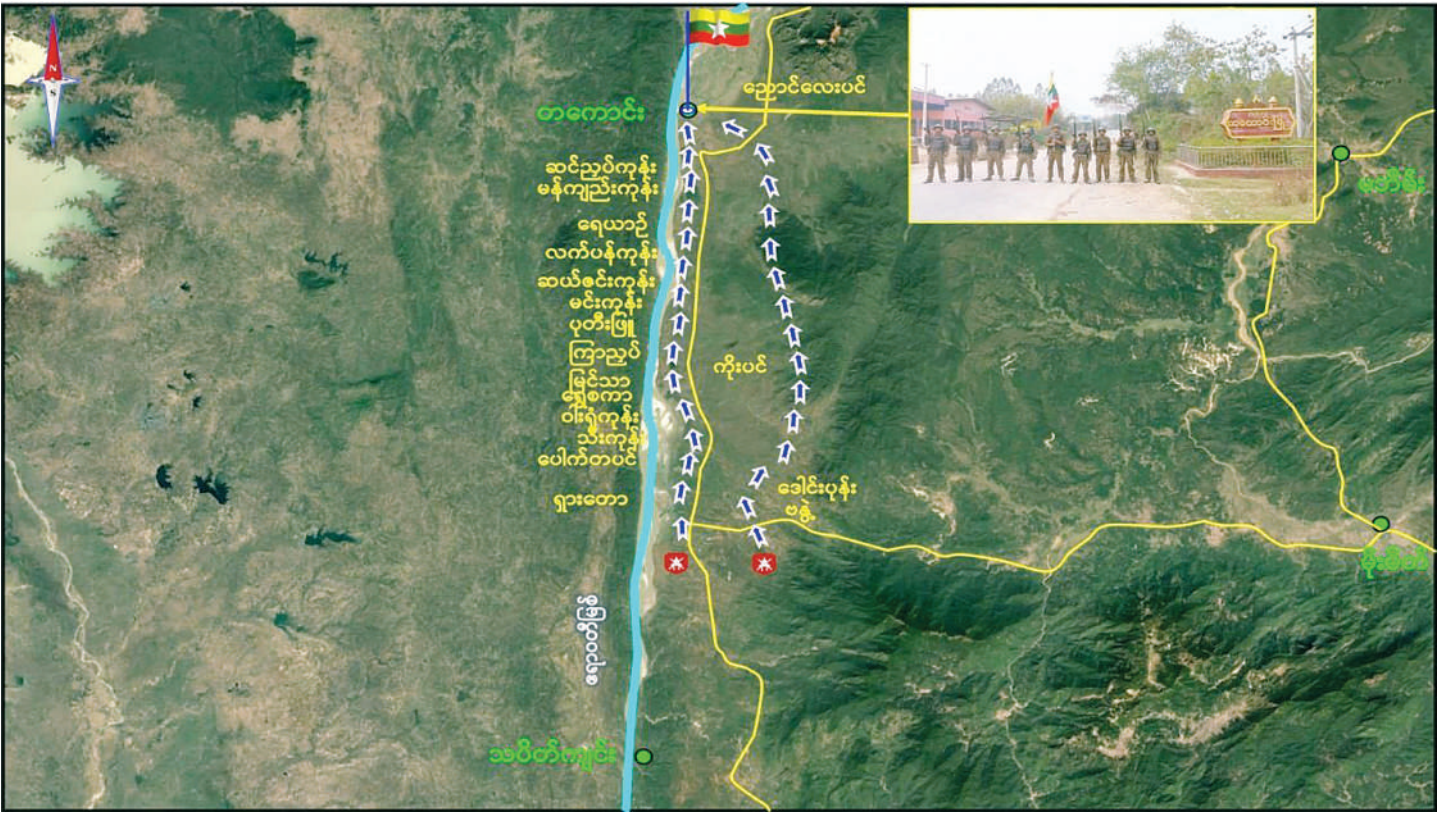 N
S
ညောင်လေးပင်
တကောင်း
ဆင်ညှပ်ကုန်း
မန်ကျည်းကုန်း
ရေယာဉ်
လက်ပန်ကုန်း
ဆယ်ဇင်းကုန်း
မင်းကုန်း
ပုတီးဖြူ
ကြာညှပ်
မြင်သာ
ရွှေစကာ
ဝါးရုံကုန်း
သီးကုန်း
ပေါက်တပင်
ရှားတော
ကိုးပင်
ဒေါင်းပုန်း
ဗန္ဓွဲ
မဘိမ်း
မိုးမိတ်
ဧရာဝတီမြစ်
သပိတ်ကျင်း